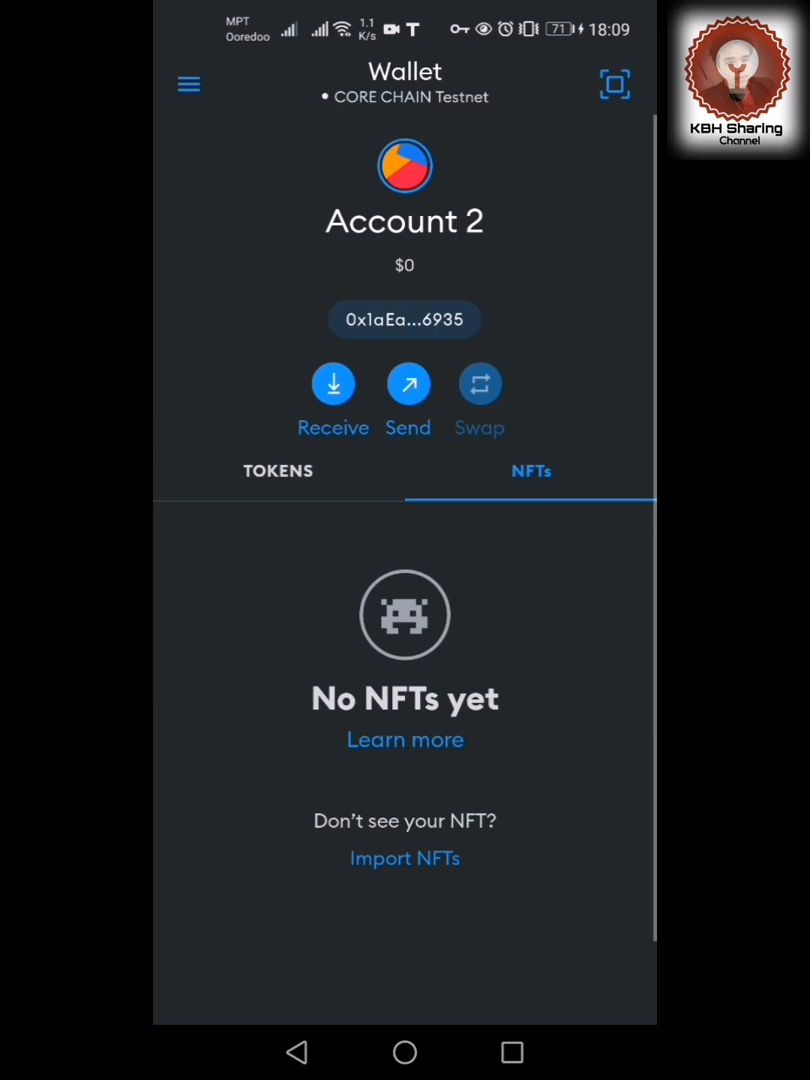 MPT
Ooredoo
1.1
K/s
T
71
18:09
Wallet
CORE CHAIN Testnet
KBH Sharing
Channel
Account 2
$0
0x1aEa...6935
Receive Send Swap
TOKENS NFTs
No NFTs yet
Learn more
Don't see your NFT?
Import NFTs